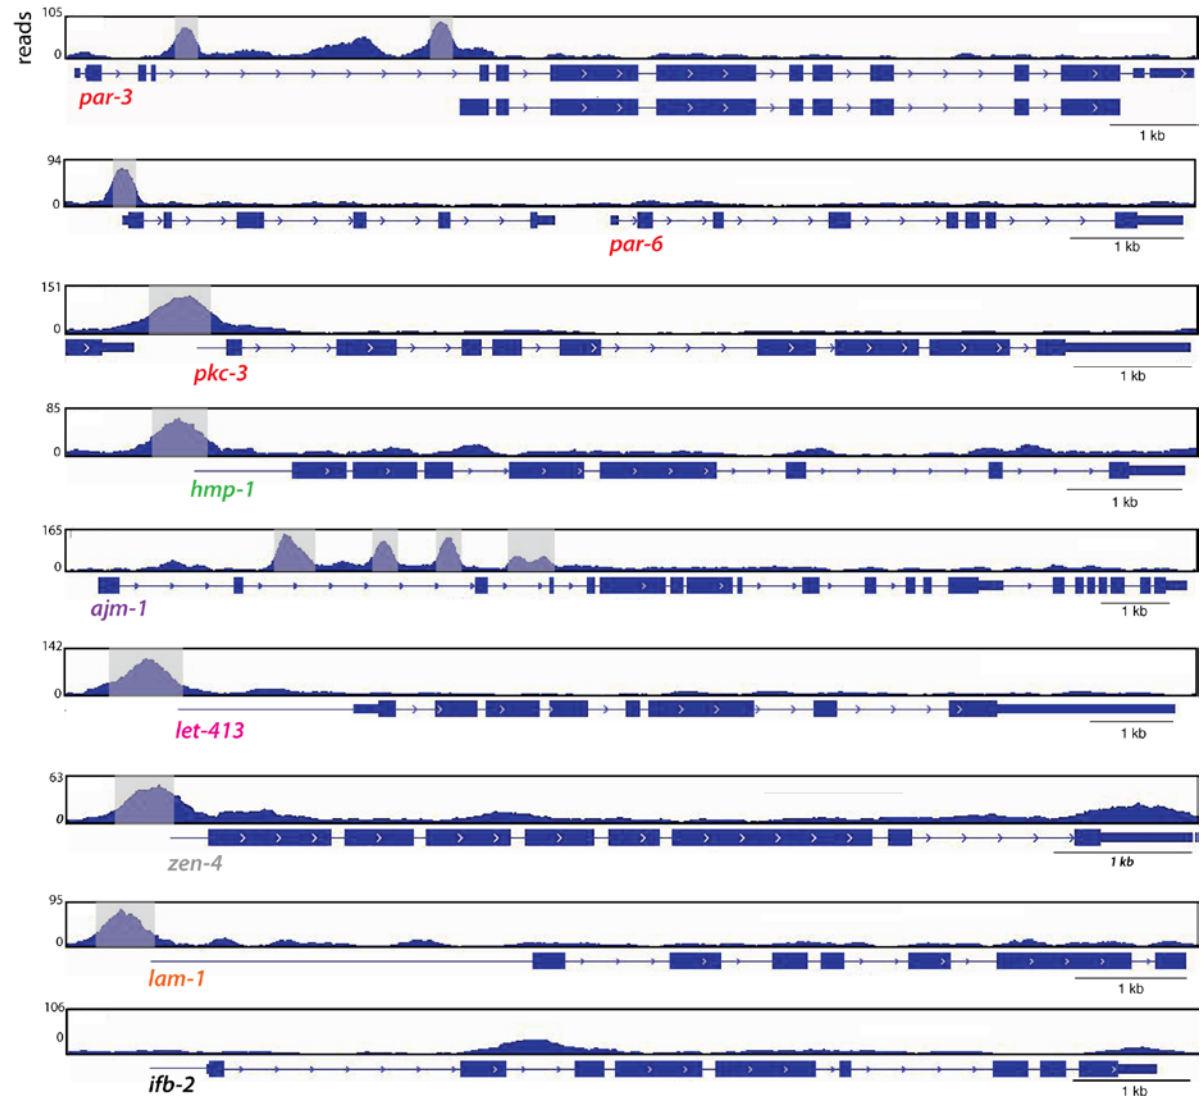 reads
105
0
par-3
1 kb
94
0
par-6
1 kb
151
0
pkc-3
1 kb
85
0
hmp-1
1 kb
165
0
ajm-1
1 kb
142
0
let-413
1 kb
63
0
zen-4
1 kb
95
0
lam-1
1 kb
106
0
ifb-2
1 kb